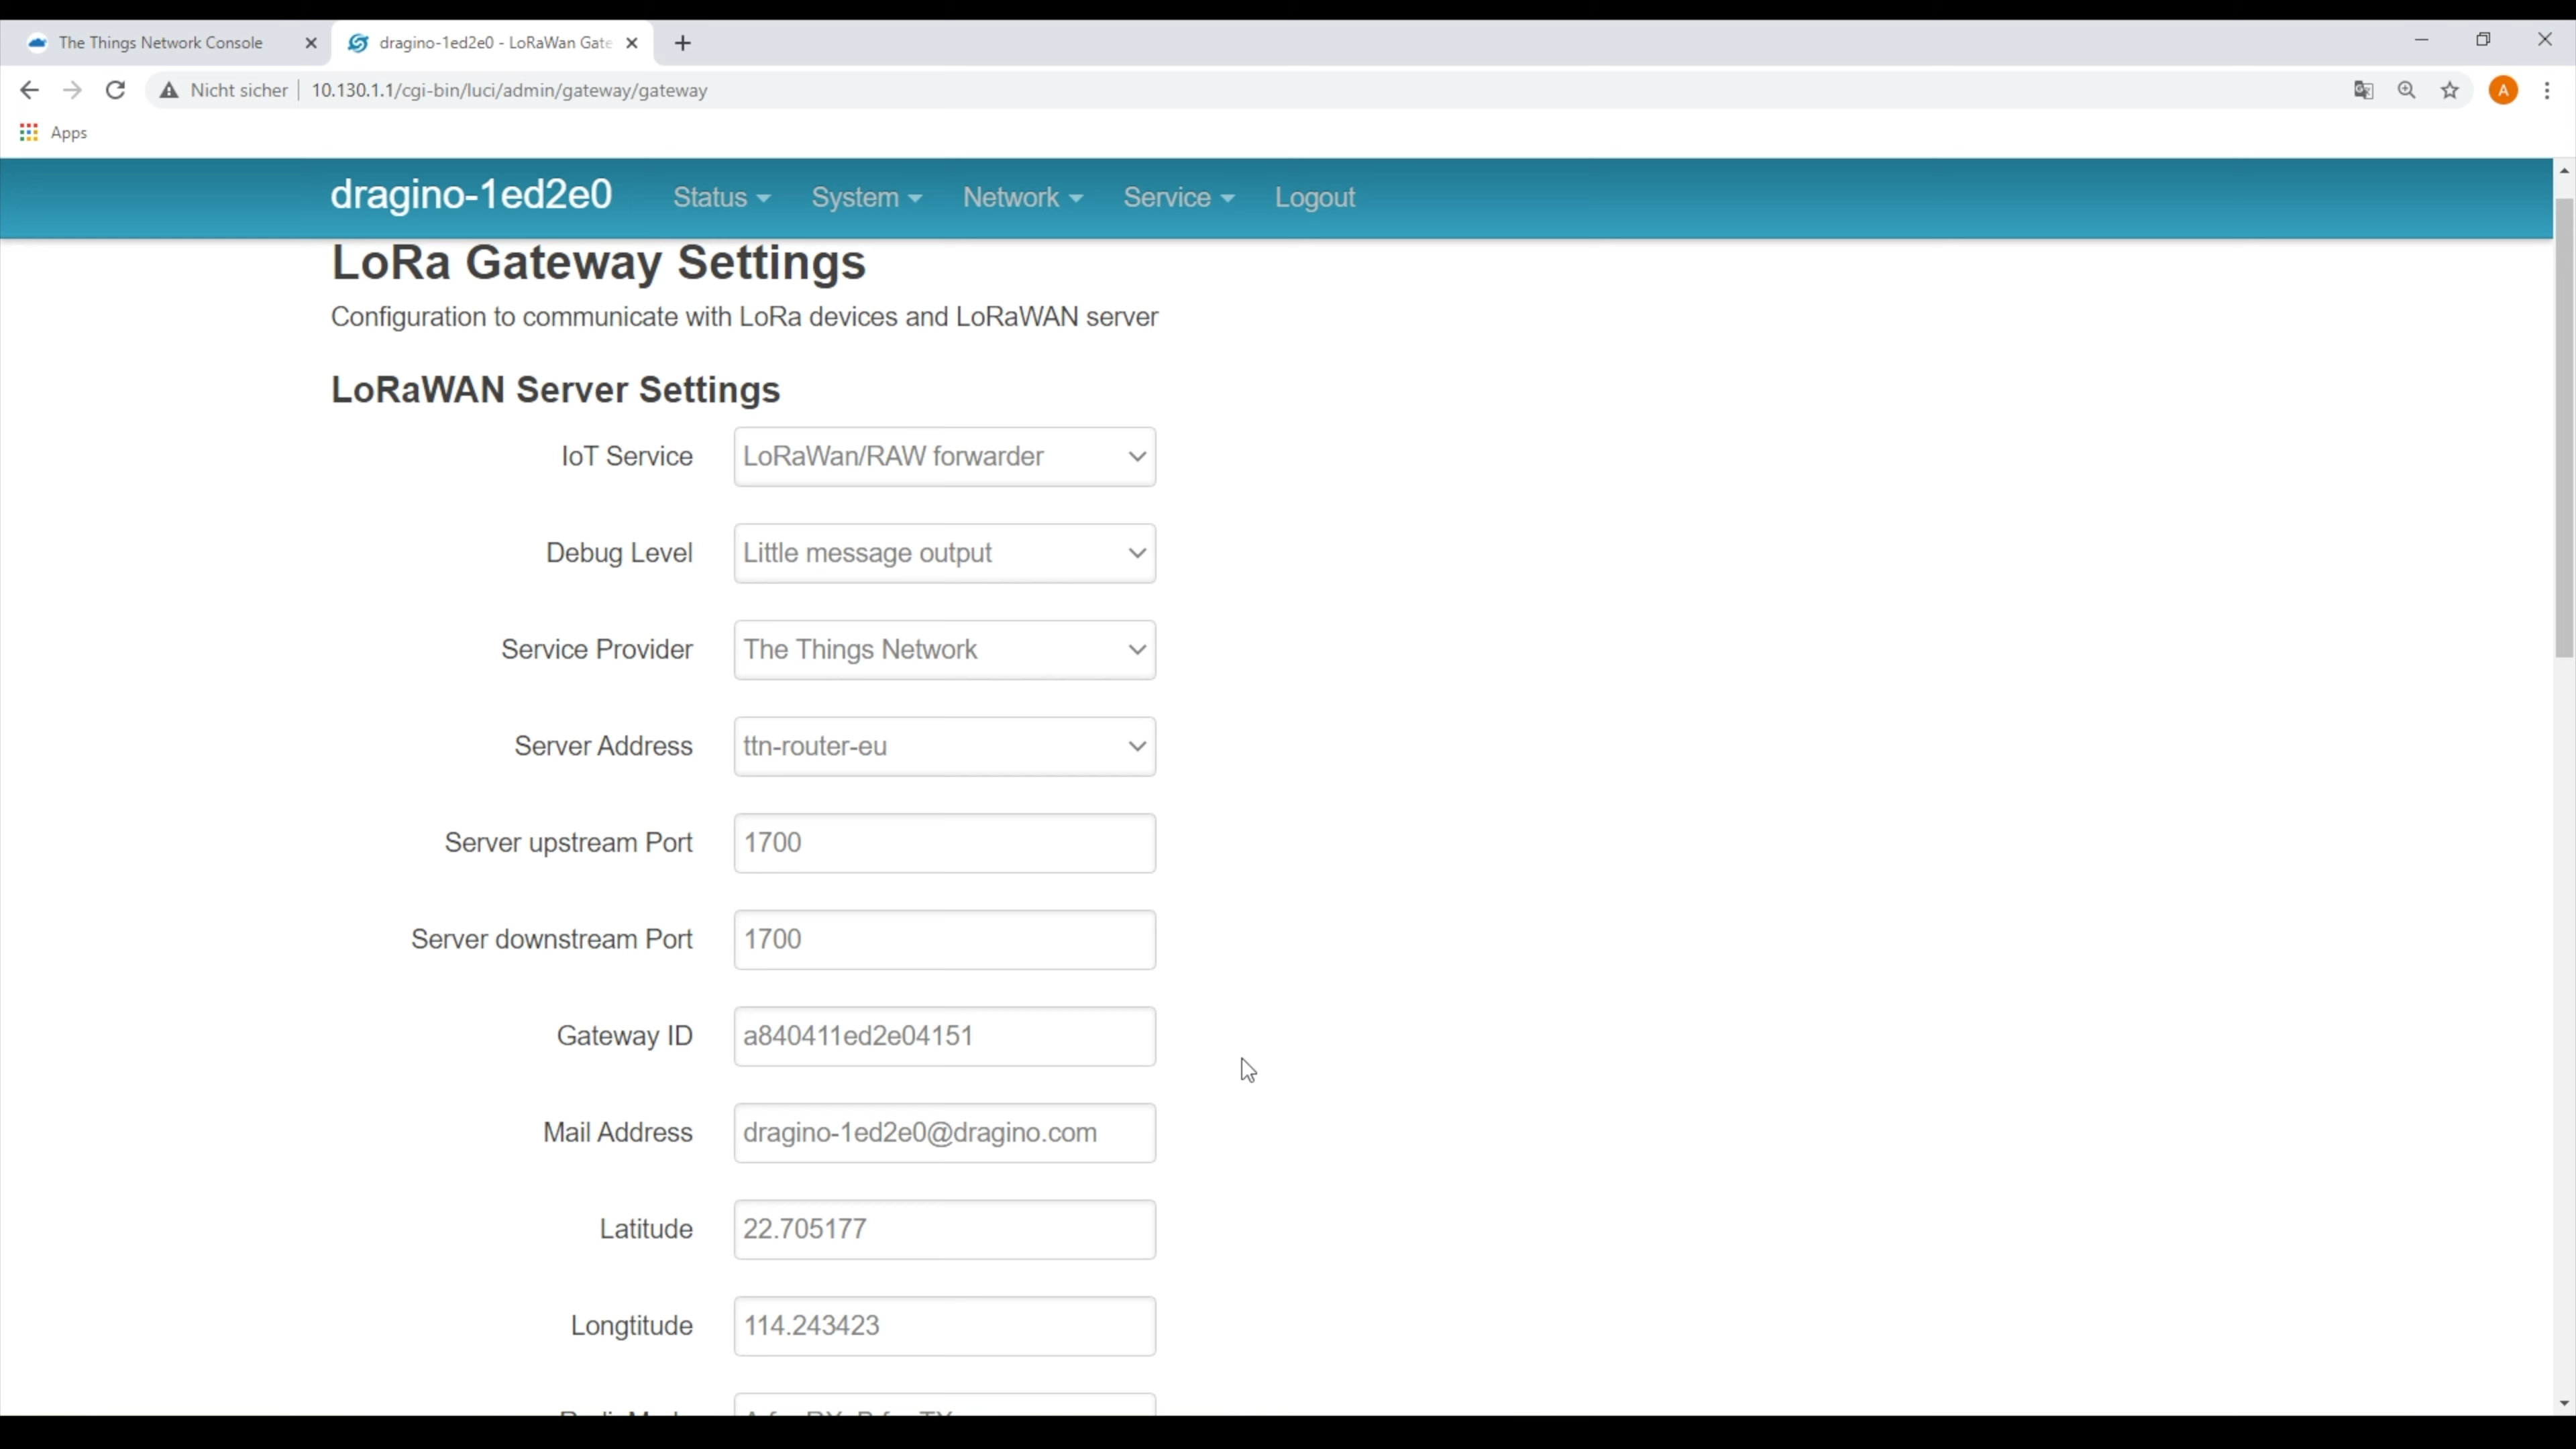 The Things Network Console
dragino-1ed2e0 - LoRaWan Gate
Nicht sicher
10.130.1.1/cgi-bin/luci/admin/gateway/gateway
A
Apps
dragino-1ed2e0 Status System Network Service Logout
LoRa Gateway Settings
Configuration to communicate with LoRa devices and LoRaWAN server
LoRaWAN Server Settings
IoT Service LoRaWan/RAW forwarder
Debug Level Little message output
Service Provider The Things Network
Server Address ttn-router-eu
Server upstream Port 1700
Server downstream Port 1700
Gateway ID a840411ed2e04151
Mail Address dragino-1ed2e0@dragino.com
Latitude 22.705177
Longtitude 114.243423